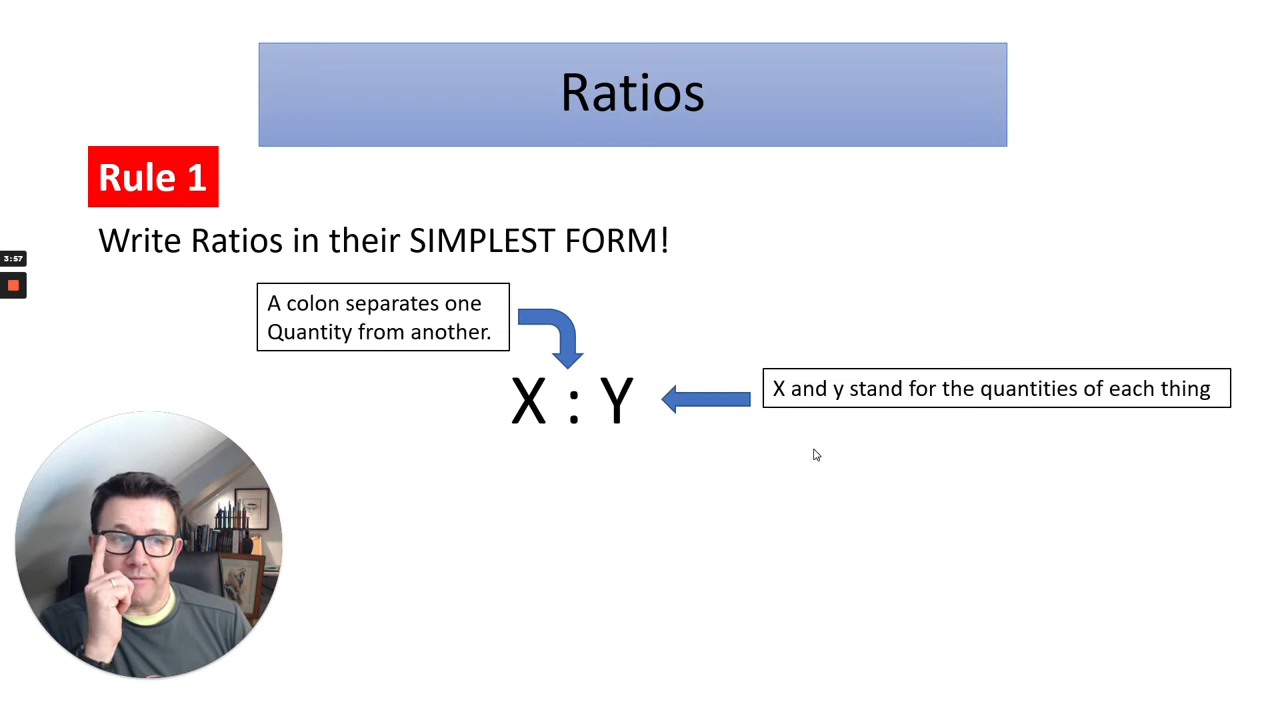 Ratios
Rule 1
Write Ratios in their SIMPLEST FORM!
3:57
A colon separates one
Quantity from another.
X : Y
X and y stand for the quantities of each thing